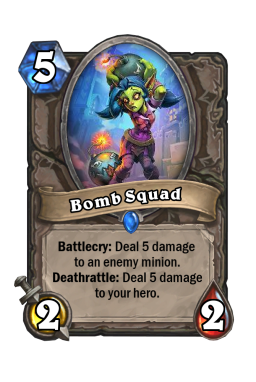 5
Bomb Squad
Battlecry: Deal 5 damage
to an enemy minion.
Deathrattle: Deal 5 damage
to your hero.
2 2